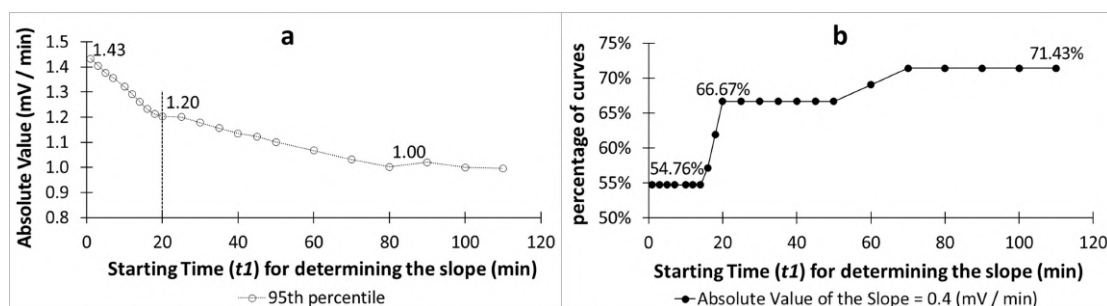 a
Absolute Value (mV / min)
1.5
1.4
1.3
1.2
1.1
1.0
0.9
0.8
1.43
1.20
1.00
0 20 40 60 80 100 120
Starting Time (t1) for determining the slope (min)
95th percentile
b
percentage of curves
75%
70%
65%
60%
55%
50%
54.76%
66.67%
71.43%
0 20 40 60 80 100 120
Starting Time (t1) for determining the slope (min)
Absolute Value of the Slope = 0.4 (mV / min)